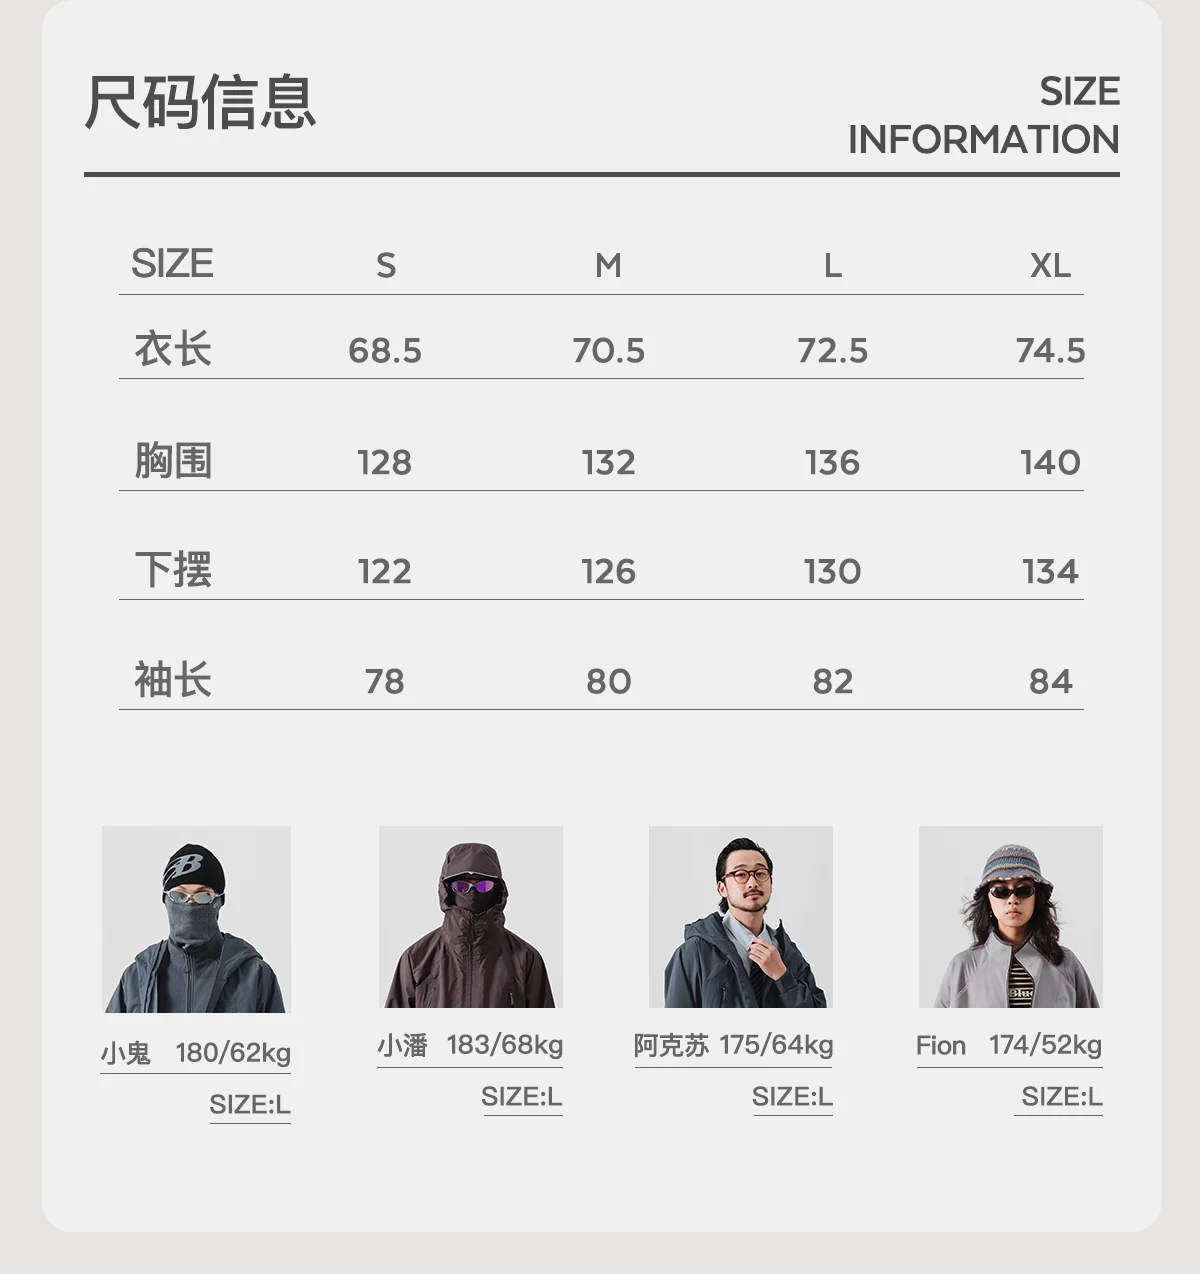 尺码信息
SIZE
INFORMATION
SIZE S M L XL
衣长 68.5 70.5 72.5 74.5
胸围 128 132 136 140
下摆 122 126 130 134
袖长 78 80 82 84
B
Blue
小鬼 180/62kg
小潘 183/68kg
阿克苏 175/64kg
Fion 174/52kg
SIZE:L
SIZE:L
SIZE:L
SIZE:L